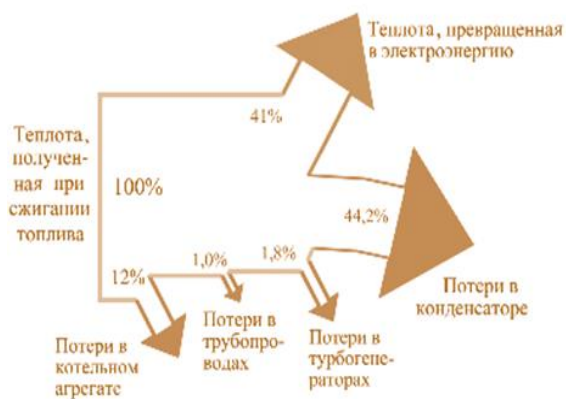 Теплота, превращенная
в электроэнергию
41%
Теплота,
получен-
ная при
сжигании
топлива
100%
44,2%
1,8%
1,0%
12%
Потери в
конденсаторе
Потери в
трубопро-
водах
Потери в
турбогене-
раторах
Потери в
котельном
агрегате